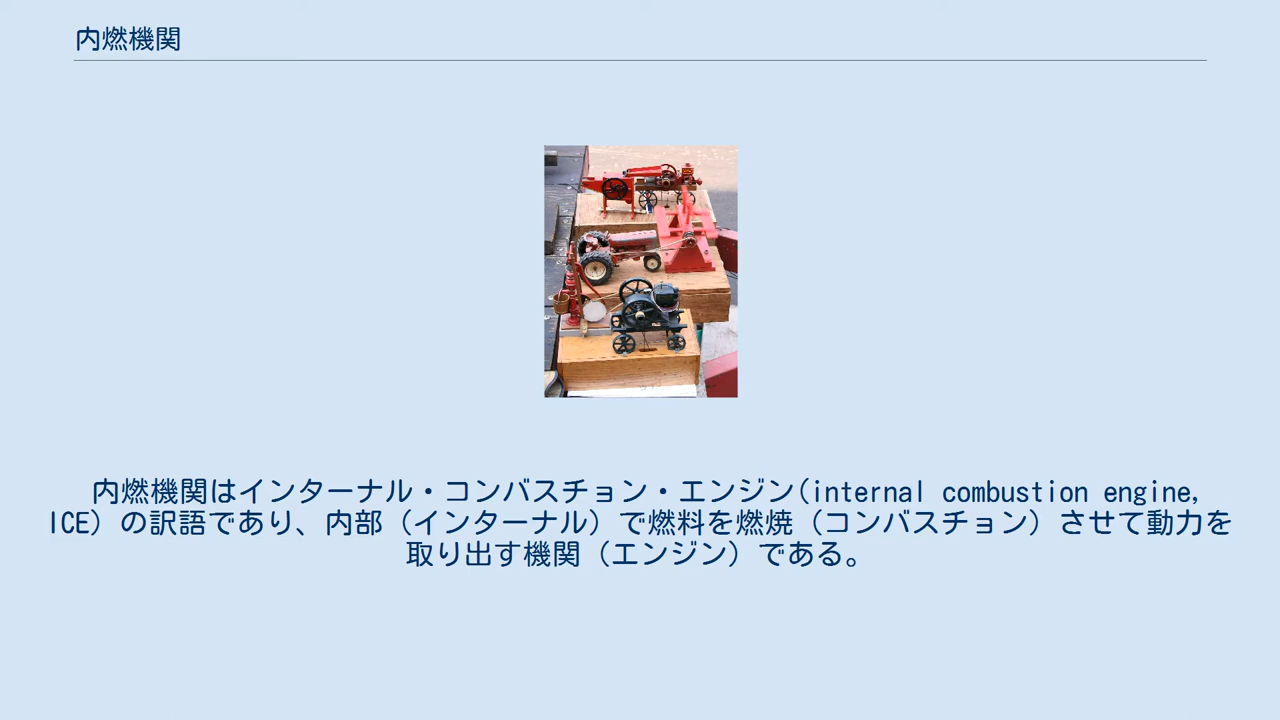 内燃機関
内燃機関はインターナル・コンバスチョン・エンジン(internal combustion engine,
ICE）の訳語であり、内部（インターナル）で燃料を燃焼（コンバスチョン）させて動力を
取り出す機関（エンジン）である。